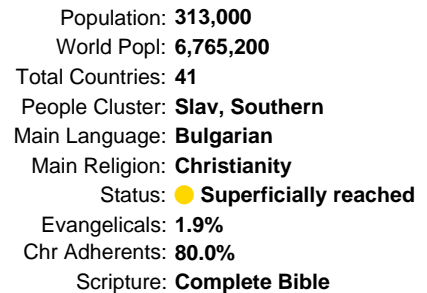 Population: 313,000
World Popl: 6,765,200
Total Countries: 41
People Cluster: Slav, Southern
Main Language: Bulgarian
Main Religion: Christianity
Status: Superficially reached
Evangelicals: 1.9%
Chr Adherents: 80.0%
Scripture: Complete Bible